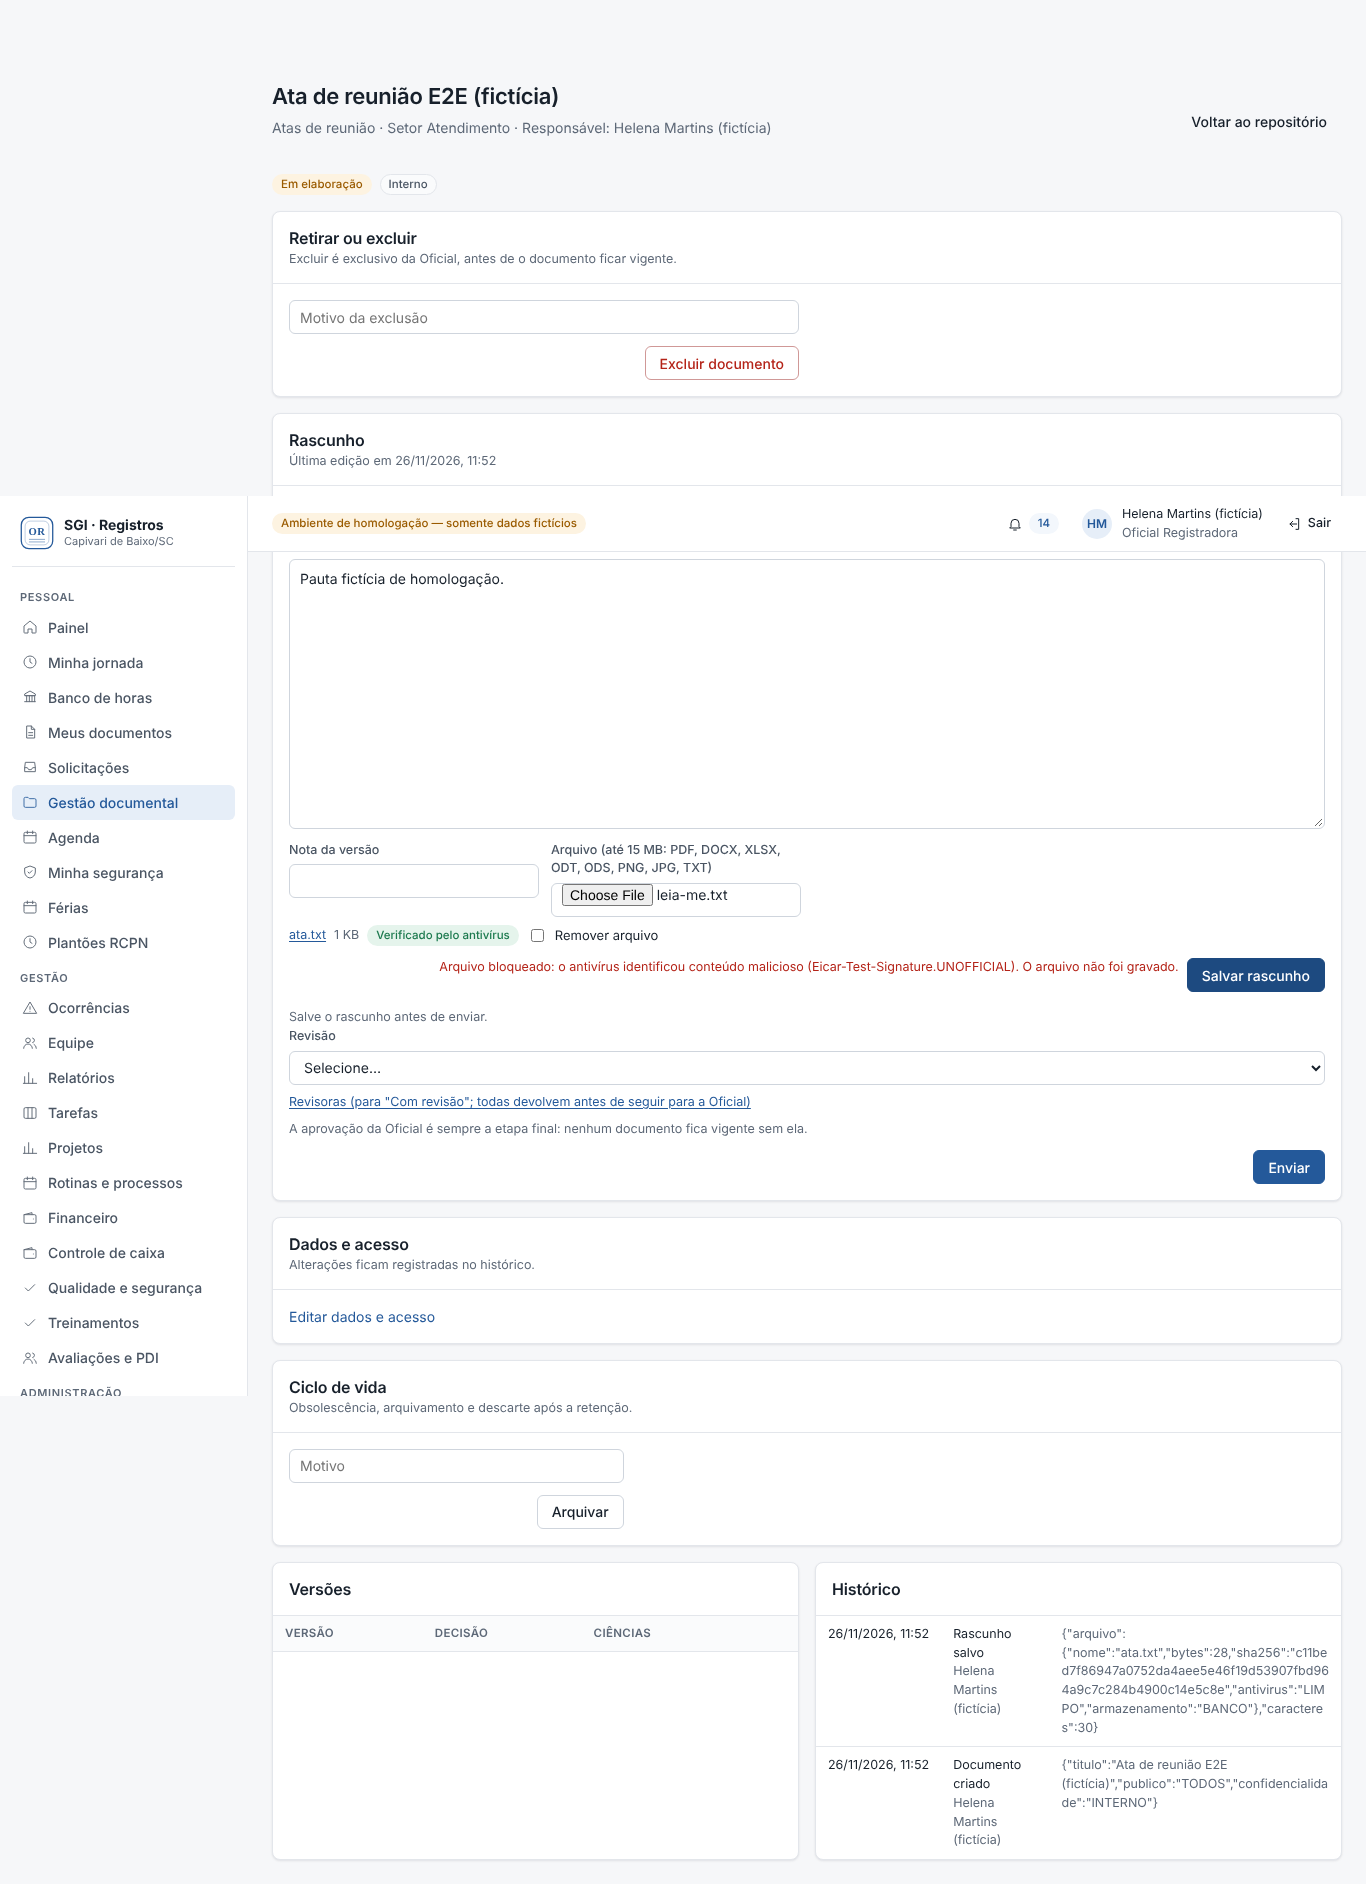 Ata de reunião E2E (fictícia)
Atas de reunião · Setor Atendimento · Responsável: Helena Martins (fictícia)
Voltar ao repositório
Em elaboração
Interno
Retirar ou excluir
Excluir é exclusivo da Oficial, antes de o documento ficar vigente.
Motivo da exclusão
Excluir documento
Rascunho
Última edição em 26/11/2026, 11:52
OR
SGI · Registros
Capivari de Baixo/SC
Ambiente de homologação — somente dados fictícios
14
HM
Helena Martins (fictícia)
Oficial Registradora
Sair
PESSOAL
Painel
Minha jornada
Banco de horas
Meus documentos
Solicitações
Gestão documental
Agenda
Minha segurança
Férias
Plantões RCPN
GESTÃO
Ocorrências
Equipe
Relatórios
Tarefas
Projetos
Rotinas e processos
Financeiro
Controle de caixa
Qualidade e segurança
Treinamentos
Avaliações e PDI
ADMINISTRAÇÃO
Pauta fictícia de homologação.
Nota da versão
Arquivo (até 15 MB: PDF, DOCX, XLSX,
ODT, ODS, PNG, JPG, TXT)
Choose File leia-me.txt
ata.txt 1 KB Verificado pelo antivírus Remover arquivo
Arquivo bloqueado: o antivírus identificou conteúdo malicioso (Eicar-Test-Signature.UNOFFICIAL). O arquivo não foi gravado.
Salvar rascunho
Salve o rascunho antes de enviar.
Revisão
Selecione...
Revisoras (para "Com revisão"; todas devolvem antes de seguir para a Oficial)
A aprovação da Oficial é sempre a etapa final: nenhum documento fica vigente sem ela.
Enviar
Dados e acesso
Alterações ficam registradas no histórico.
Editar dados e acesso
Ciclo de vida
Obsolescência, arquivamento e descarte após a retenção.
Motivo
Arquivar
Versões
VERSÃO DECISÃO CIÊNCIAS
Histórico
26/11/2026, 11:52
Rascunho
salvo
Helena
Martins
(fictícia)
{"arquivo":
{"nome":"ata.txt","bytes":28,"sha256":"c11be
d7f86947a0752da4aee5e46f19d53907fbd96
4a9c7c284b4900c14e5c8e","antivirus":"LIM
PO","armazenamento":"BANCO"},"caractere
s":30}
26/11/2026, 11:52
Documento
criado
Helena
Martins
(fictícia)
{"titulo":"Ata de reunião E2E
(fictícia)","publico":"TODOS","confidencialida
de":"INTERNO"}